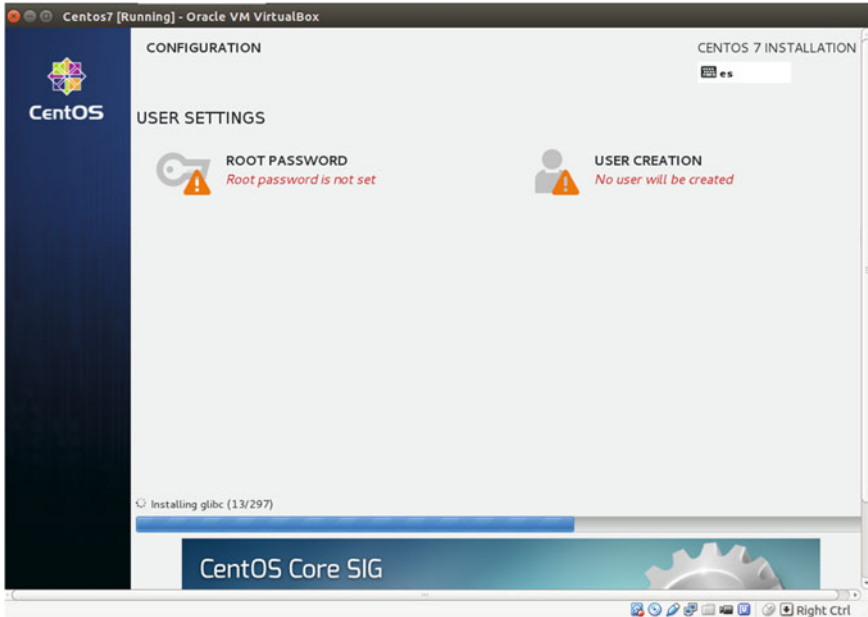 Centos7 [Running] - Oracle VM VirtualBox
CONFIGURATION
CENTOS 7 INSTALLATION
es
CentOS
USER SETTINGS
ROOT PASSWORD
Root password is not set
USER CREATION
No user will be created
Installing glibc (13/297)
CentOS Core SIG
Right Ctrl